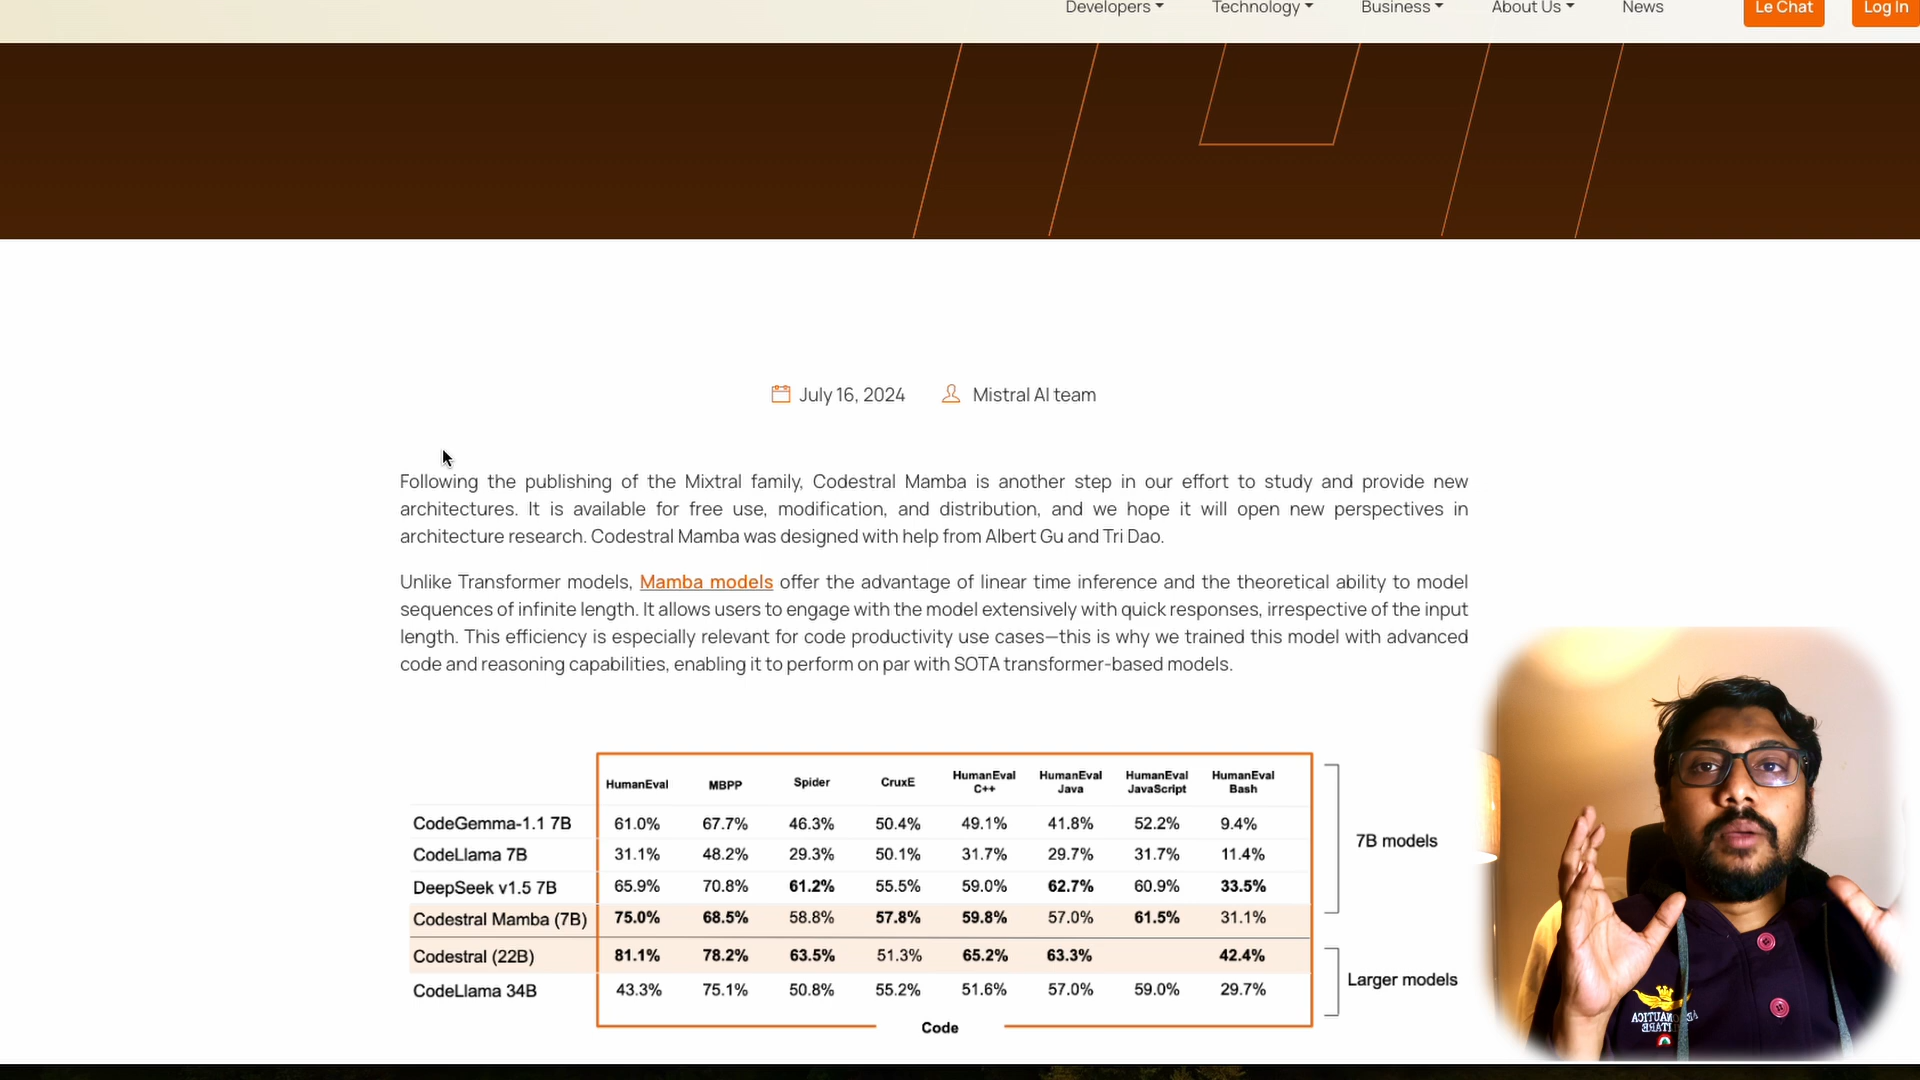 Developers Technology Business About Us News Le Chat Log In
July 16, 2024 Mistral AI team
Following the publishing of the Mixtral family, Codestral Mamba is another step in our effort to study and provide new
architectures. It is available for free use, modification, and distribution, and we hope it will open new perspectives in
architecture research. Codestral Mamba was designed with help from Albert Gu and Tri Dao.
Unlike Transformer models, Mamba models offer the advantage of linear time inference and the theoretical ability to model
sequences of infinite length. It allows users to engage with the model extensively with quick responses, irrespective of the input
length. This efficiency is especially relevant for code productivity use cases—this is why we trained this model with advanced
code and reasoning capabilities, enabling it to perform on par with SOTA transformer-based models.
HumanEval MBPP Spider CruxE HumanEval C++ HumanEval Java HumanEval JavaScript HumanEval Bash
CodeGemma-1.1 7B 61.0% 67.7% 46.3% 50.4% 49.1% 41.8% 52.2% 9.4%
CodeLlama 7B 31.1% 48.2% 29.3% 50.1% 31.7% 29.7% 31.7% 11.4%
7B models
DeepSeek v1.5 7B 65.9% 70.8% 61.2% 55.5% 59.0% 62.7% 60.9% 33.5%
Codestral Mamba (7B) 75.0% 68.5% 58.8% 57.8% 59.8% 57.0% 61.5% 31.1%
Codestral (22B) 81.1% 78.2% 63.5% 51.3% 65.2% 63.3% 42.4%
Larger models
CodeLlama 34B 43.3% 75.1% 50.8% 55.2% 51.6% 57.0% 59.0% 29.7%
Code